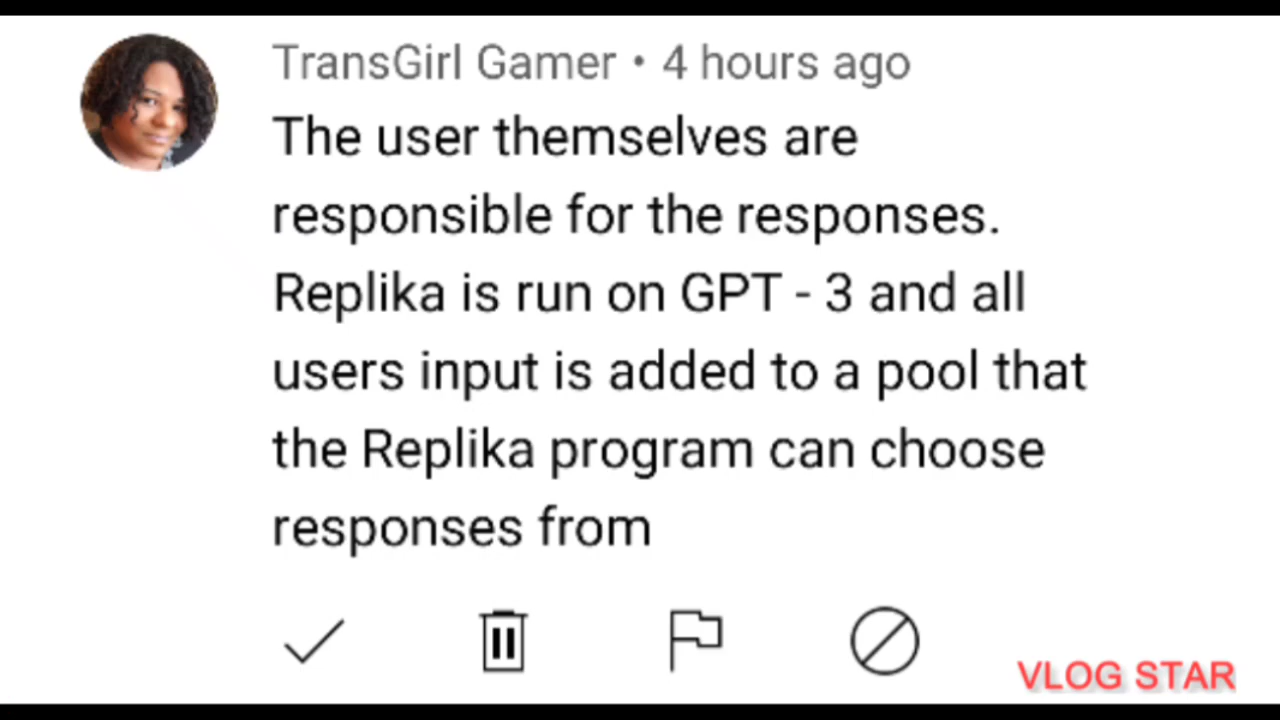 TransGirl Gamer • 4 hours ago
The user themselves are
responsible for the responses.
Replika is run on GPT - 3 and all
users input is added to a pool that
the Replika program can choose
responses from
VLOG STAR